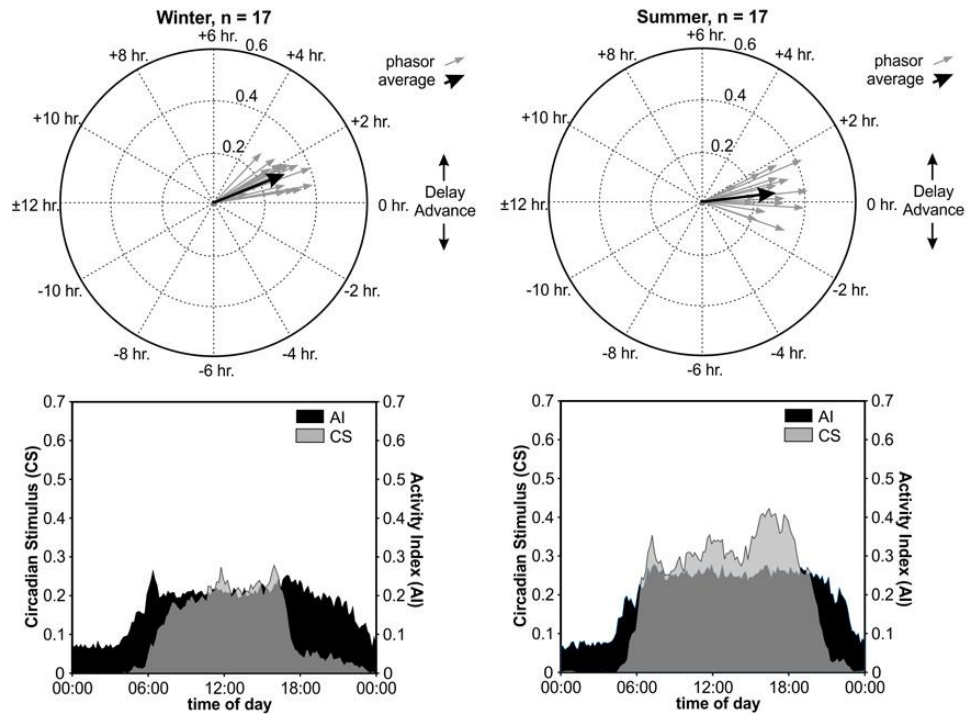 Winter, n = 17
+6 hr.
0.6
+8 hr.
+4 hr.
phasor
average
0.4
+10 hr.
+2 hr.
0.2
±12 hr.
0 hr.
Delay
Advance
-10 hr.
-2 hr.
-8 hr.
-4 hr.
-6 hr.
Summer, n = 17
+6 hr.
0.6
+8 hr.
+4 hr.
phasor
average
0.4
+10 hr.
+2 hr.
0.2
±12 hr.
0 hr.
Delay
Advance
-10 hr.
-2 hr.
-8 hr.
-4 hr.
-6 hr.
Circadian Stimulus (CS)
0.7
0.6
0.5
0.4
0.3
0.2
0.1
0
AI
CS
0.7
0.6
0.5
0.4
0.3
0.2
0.1
0
Activity Index (AI)
00:00 06:00 12:00 18:00 00:00
time of day
Circadian Stimulus (CS)
0.7
0.6
0.5
0.4
0.3
0.2
0.1
0
AI
CS
0.7
0.6
0.5
0.4
0.3
0.2
0.1
0
Activity Index (AI)
00:00 06:00 12:00 18:00 00:00
time of day